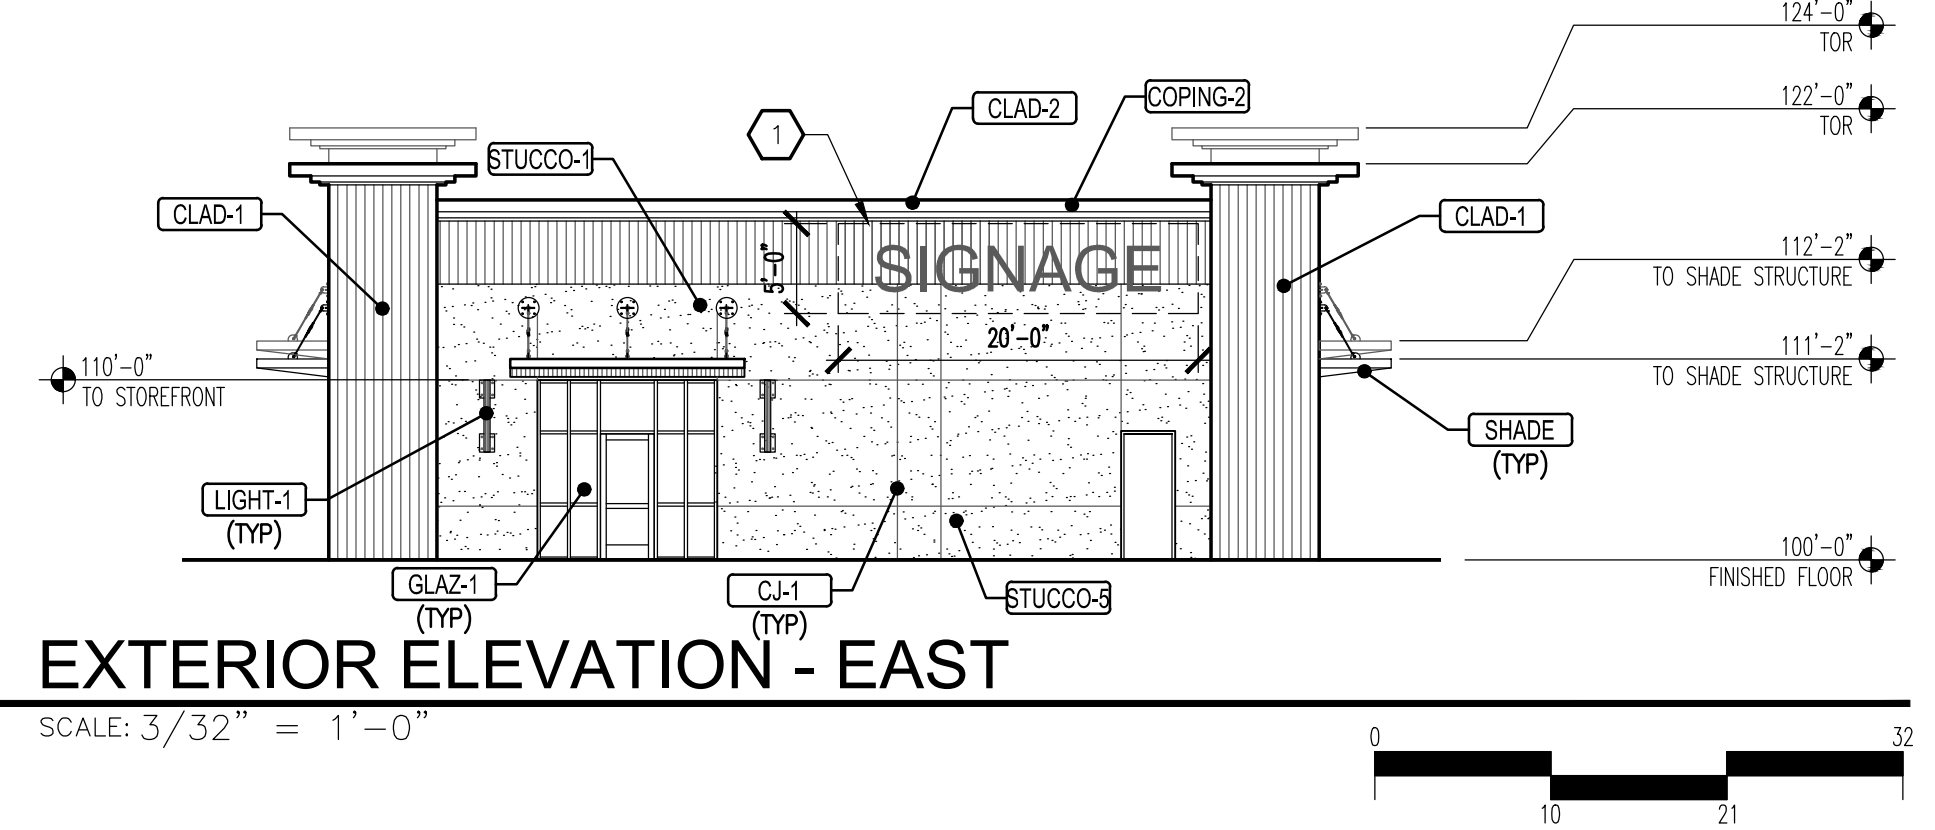 124'-0"
TOR
122'-0"
TOR
COPING-2
CLAD-2
1
STUCCO-1
CLAD-1
CLAD-1
112'-2"
TO SHADE STRUCTURE
SIGNAGE
5'-0"
20'-0"
111'-2"
TO SHADE STRUCTURE
110'-0"
TO STOREFRONT
SHADE
(TYP)
LIGHT-1
(TYP)
100'-0"
FINISHED FLOOR
GLAZ-1
(TYP)
CJ-1
(TYP)
STUCCO-5
EXTERIOR ELEVATION - EAST
SCALE: 3/32" = 1'-0"
0
32
10
21